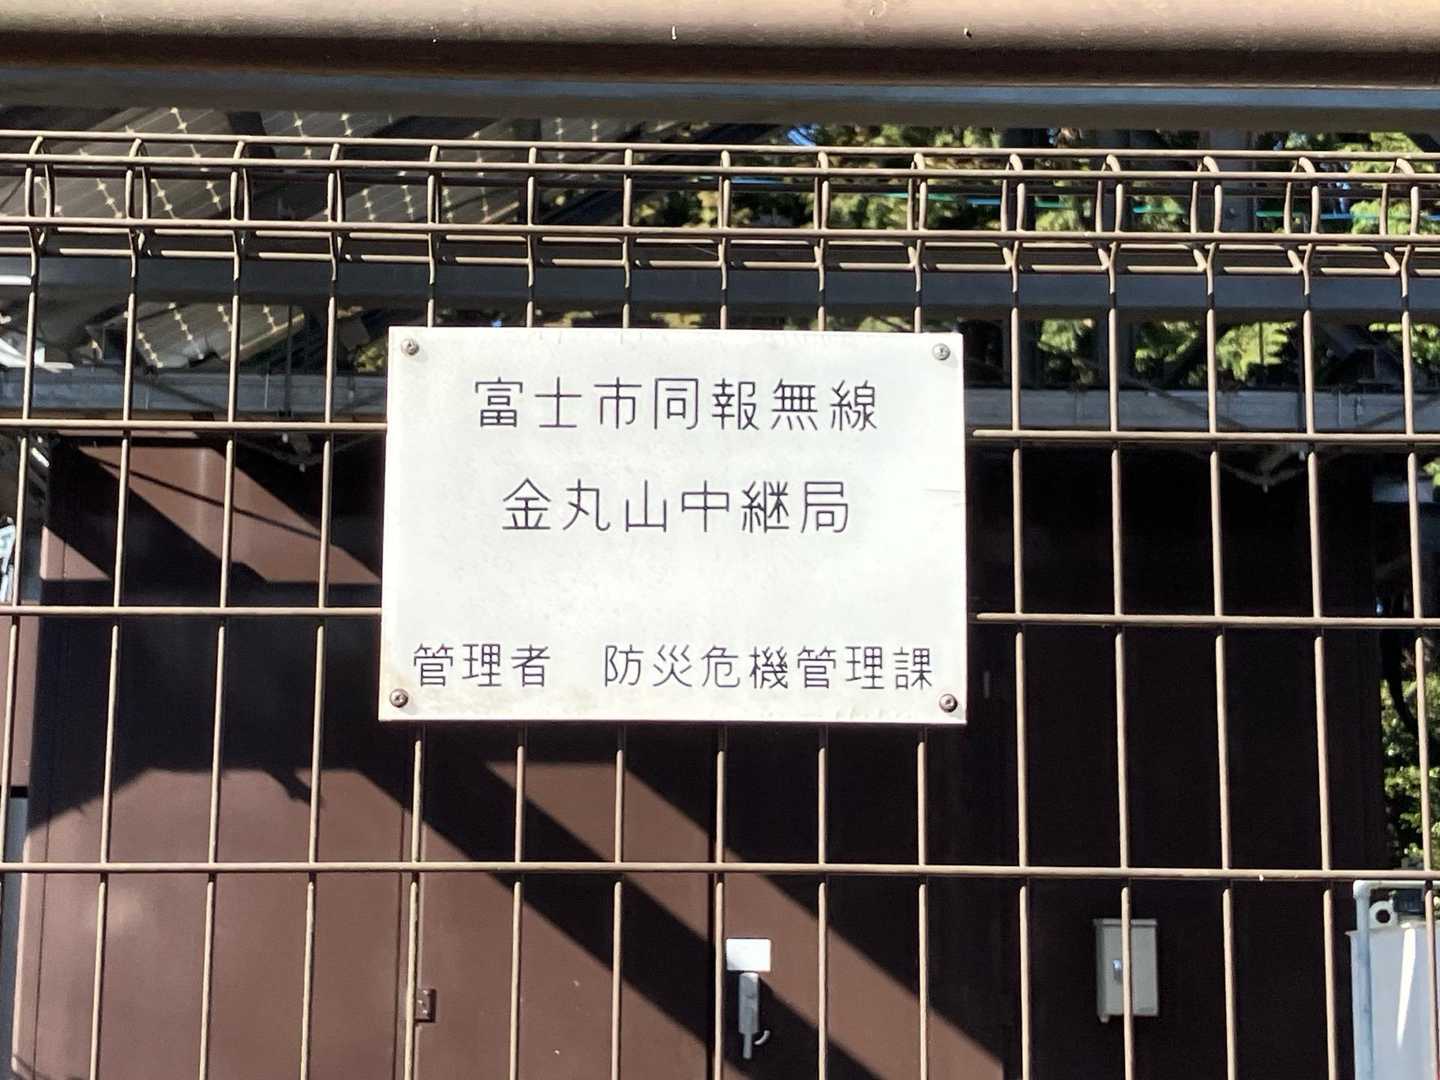 富士市同報無線
金丸山中継局
管理者　防災危機管理課